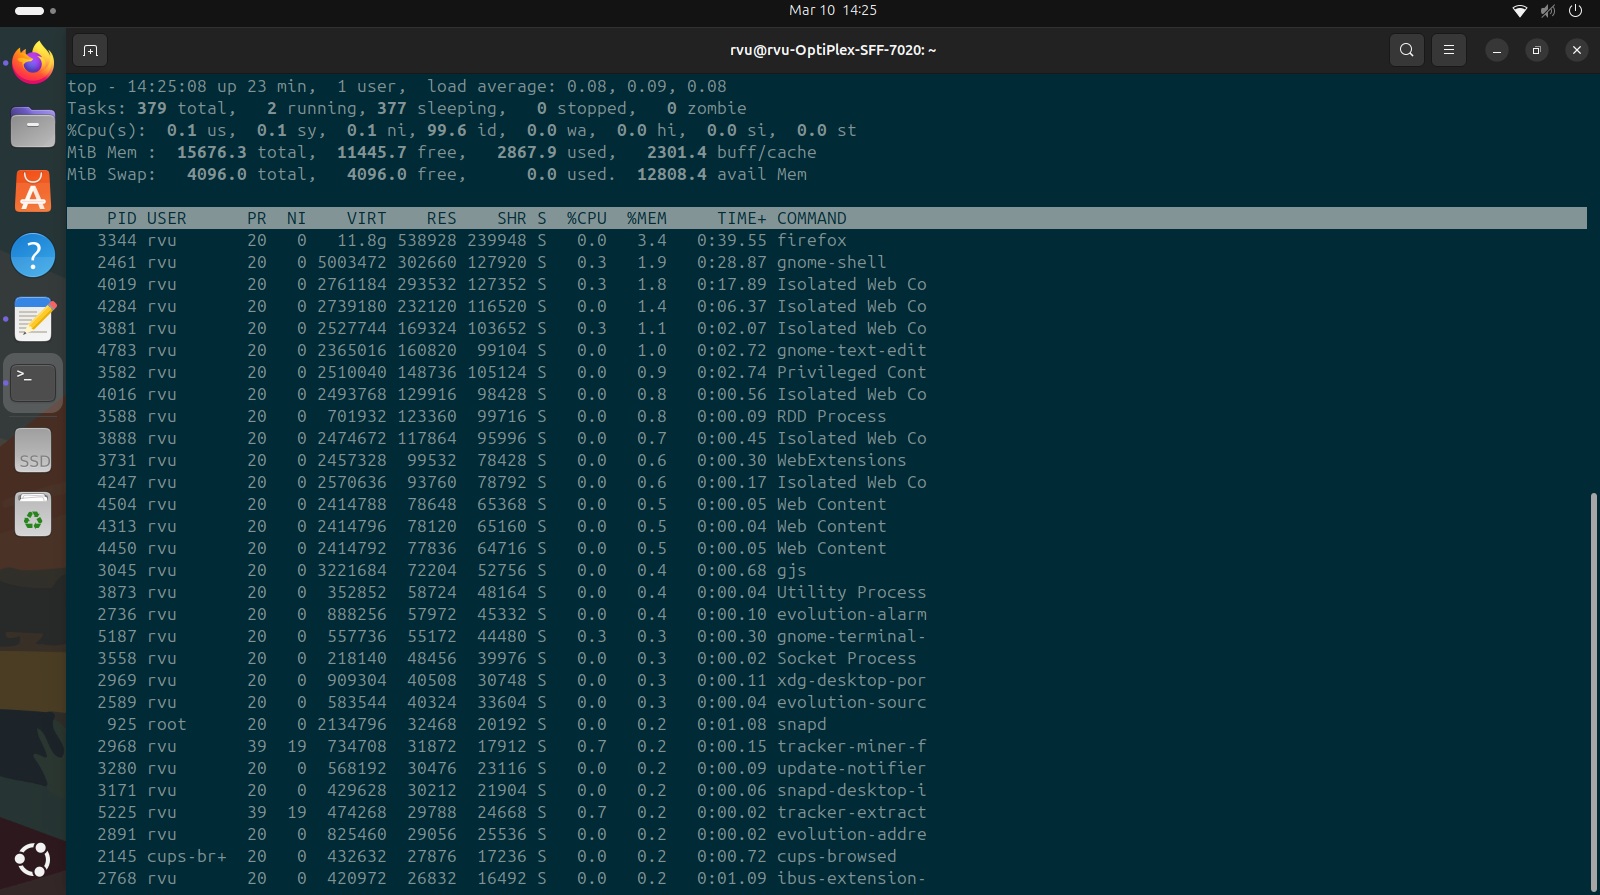 Mar 10 14:25
rvu@rvu-OptiPlex-SFF-7020: ~
top - 14:25:08 up 23 min,  1 user,  load average: 0.08, 0.09, 0.08
Tasks: 379 total,   2 running, 377 sleeping,   0 stopped,   0 zombie
%Cpu(s):  0.1 us,  0.1 sy,  0.1 ni, 99.6 id,  0.0 wa,  0.0 hi,  0.0 si,  0.0 st
MiB Mem :  15676.3 total,  11445.7 free,   2867.9 used,   2301.4 buff/cache
MiB Swap:   4096.0 total,   4096.0 free,      0.0 used.  12808.4 avail Mem
PID USER      PR  NI    VIRT    RES    SHR S  %CPU  %MEM     TIME+ COMMAND
3344 rvu       20   0   11.8g 538928 239948 S   0.0   3.4   0:39.55 firefox
2461 rvu       20   0 5003472 302660 127920 S   0.3   1.9   0:28.87 gnome-shell
4019 rvu       20   0 2761184 293532 127352 S   0.3   1.8   0:17.89 Isolated Web Co
4284 rvu       20   0 2739180 232120 116520 S   0.0   1.4   0:06.37 Isolated Web Co
3881 rvu       20   0 2527744 169324 103652 S   0.3   1.1   0:02.07 Isolated Web Co
4783 rvu       20   0 2365016 160820  99104 S   0.0   1.0   0:02.72 gnome-text-edit
3582 rvu       20   0 2510040 148736 105124 S   0.0   0.9   0:02.74 Privileged Cont
4016 rvu       20   0 2493768 129916  98428 S   0.0   0.8   0:00.56 Isolated Web Co
3588 rvu       20   0  701932 123360  99716 S   0.0   0.8   0:00.09 RDD Process
3888 rvu       20   0 2474672 117864  95996 S   0.0   0.7   0:00.45 Isolated Web Co
3731 rvu       20   0 2457328  99532  78428 S   0.0   0.6   0:00.30 WebExtensions
4247 rvu       20   0 2570636  93760  78792 S   0.0   0.6   0:00.17 Isolated Web Co
4504 rvu       20   0 2414788  78648  65368 S   0.0   0.5   0:00.05 Web Content
4313 rvu       20   0 2414796  78120  65160 S   0.0   0.5   0:00.04 Web Content
4450 rvu       20   0 2414792  77836  64716 S   0.0   0.5   0:00.05 Web Content
3045 rvu       20   0 3221684  72204  52756 S   0.0   0.4   0:00.68 gjs
3873 rvu       20   0  352852  58724  48164 S   0.0   0.4   0:00.04 Utility Process
2736 rvu       20   0  888256  57972  45332 S   0.0   0.4   0:00.10 evolution-alarm
5187 rvu       20   0  557736  55172  44480 S   0.3   0.3   0:00.30 gnome-terminal-
3558 rvu       20   0  218140  48456  39976 S   0.0   0.3   0:00.02 Socket Process
2969 rvu       20   0  909304  40508  30748 S   0.0   0.3   0:00.11 xdg-desktop-por
2589 rvu       20   0  583544  40324  33604 S   0.0   0.3   0:00.04 evolution-sourc
925 root      20   0 2134796  32468  20192 S   0.0   0.2   0:01.08 snapd
2968 rvu       39  19  734708  31872  17912 S   0.7   0.2   0:00.15 tracker-miner-f
3280 rvu       20   0  568192  30476  23116 S   0.0   0.2   0:00.09 update-notifier
3171 rvu       20   0  429628  30212  21904 S   0.0   0.2   0:00.06 snapd-desktop-i
5225 rvu       39  19  474268  29788  24668 S   0.7   0.2   0:00.02 tracker-extract
2891 rvu       20   0  825460  29056  25536 S   0.0   0.2   0:00.02 evolution-addre
2145 cups-br+  20   0  432632  27876  17236 S   0.0   0.2   0:00.72 cups-browsed
2768 rvu       20   0  420972  26832  16492 S   0.0   0.2   0:01.09 ibus-extension-
SSD